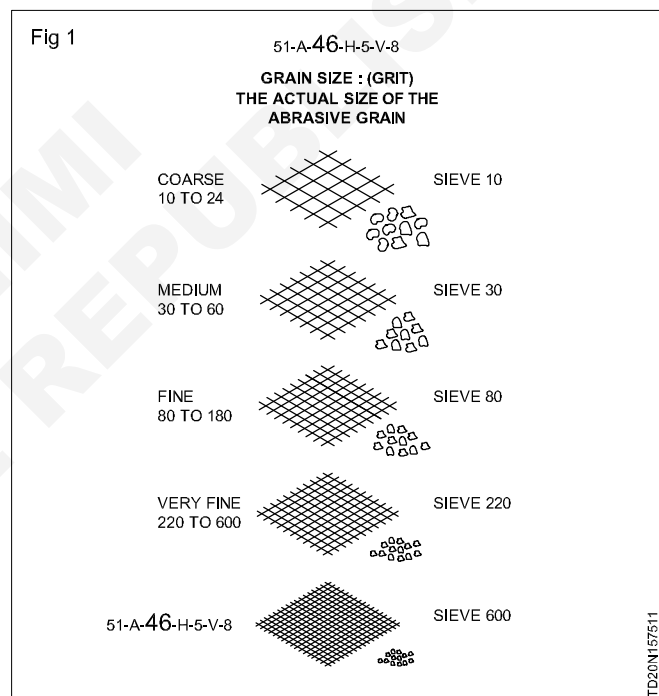 Fig 1
51-A-46-H-5-V-8
GRAIN SIZE : (GRIT)
THE ACTUAL SIZE OF THE
ABRASIVE GRAIN
COARSE
10 TO 24
SIEVE 10
MEDIUM
30 TO 60
SIEVE 30
FINE
80 TO 180
SIEVE 80
VERY FINE
220 TO 600
SIEVE 220
51-A-46-H-5-V-8
SIEVE 600
TD20N157511